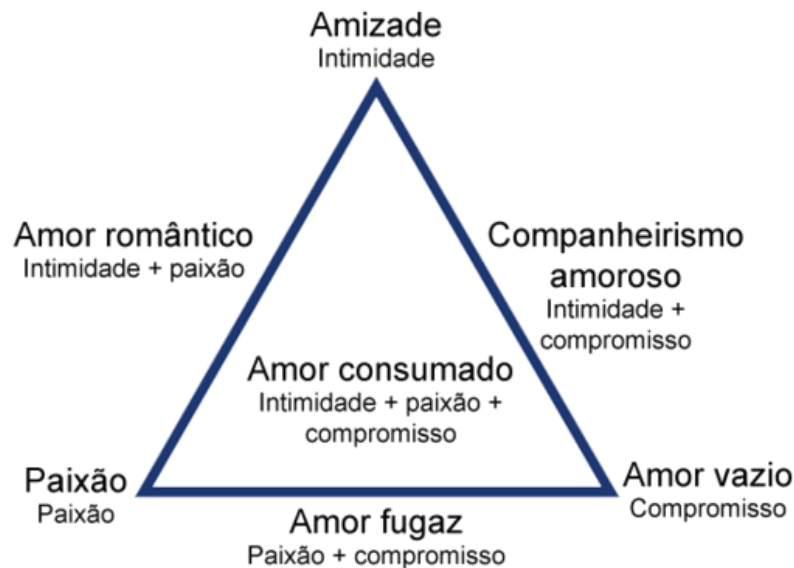 Amizade
Intimidade
Amor romântico
Intimidade + paixão
Companheirismo
amoroso
Intimidade +
compromisso
Amor consumado
Intimidade + paixão +
compromisso
Paixão
Paixão
Amor vazio
Compromisso
Amor fugaz
Paixão + compromisso